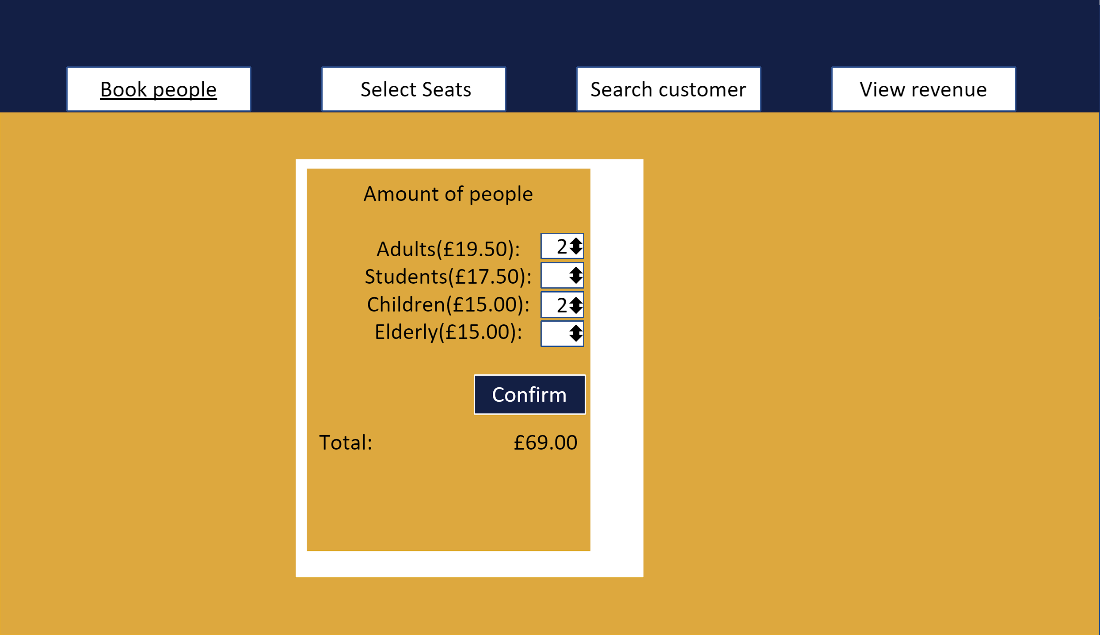 Book people Select Seats Search customer View revenue
Amount of people
Adults(£19.50): 2
Students(£17.50):
Children(£15.00): 2
Elderly(£15.00):
Confirm
Total: £69.00